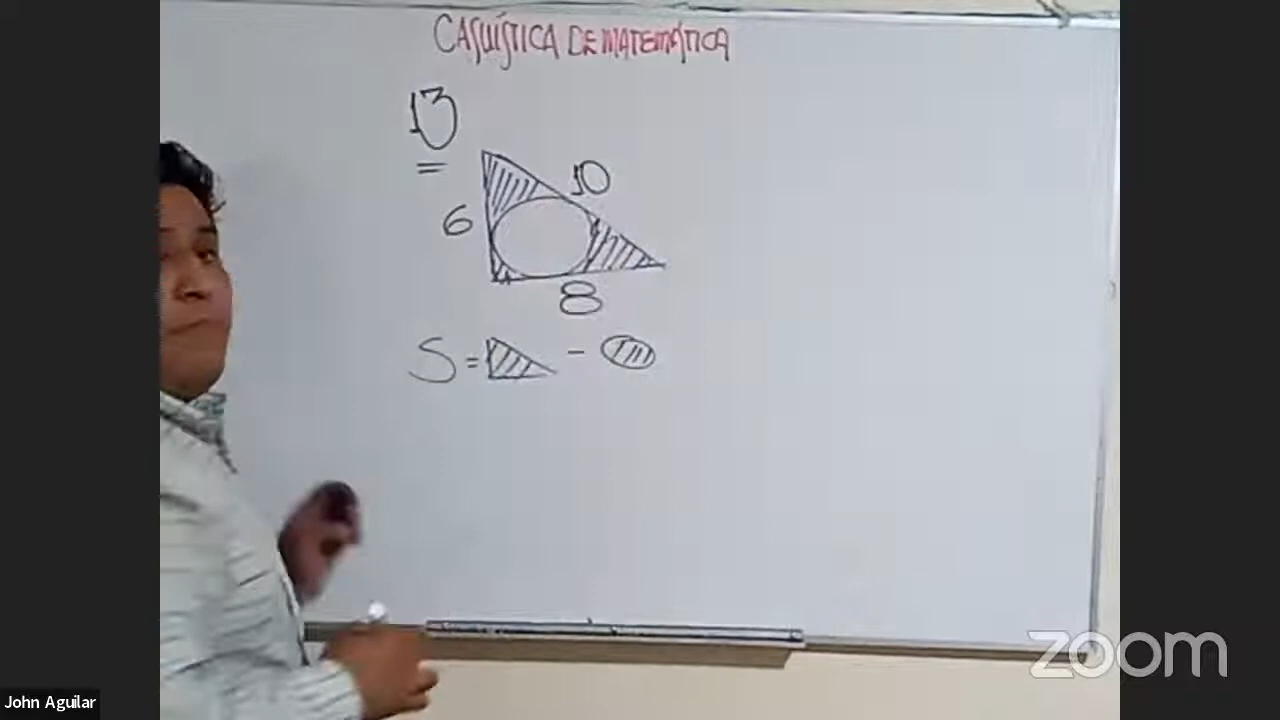 CASUÍSTICA DE MATEMÁTICA
13
10
6
8
S = -
zoom
John Aguilar